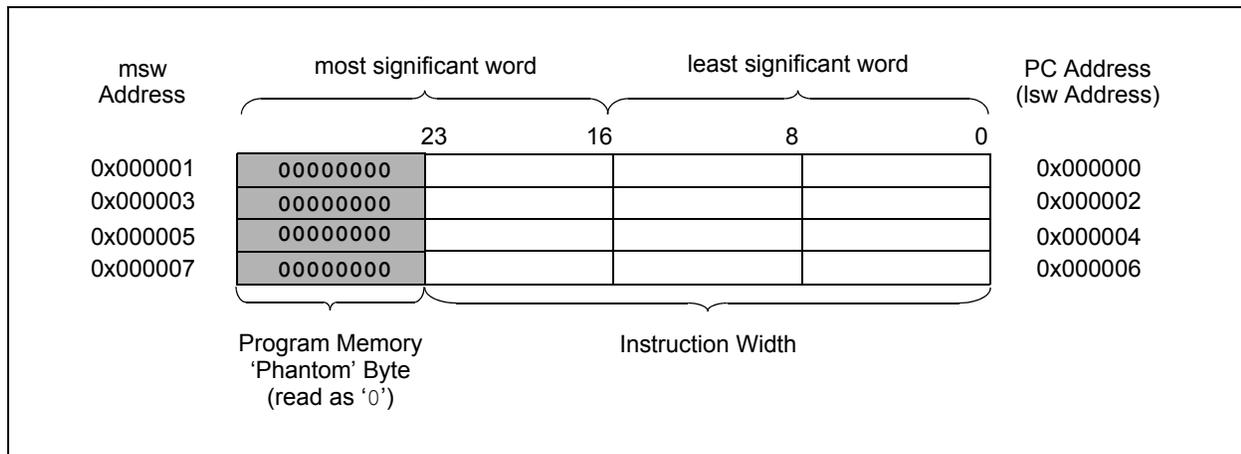 msw
Address
most significant word
least significant word
PC Address
(lsw Address)
23
16
8
0
0x000001
00000000
0x000000
0x000003
00000000
0x000002
0x000005
00000000
0x000004
0x000007
00000000
0x000006
Program Memory
‘Phantom’ Byte
(read as ‘0’)
Instruction Width